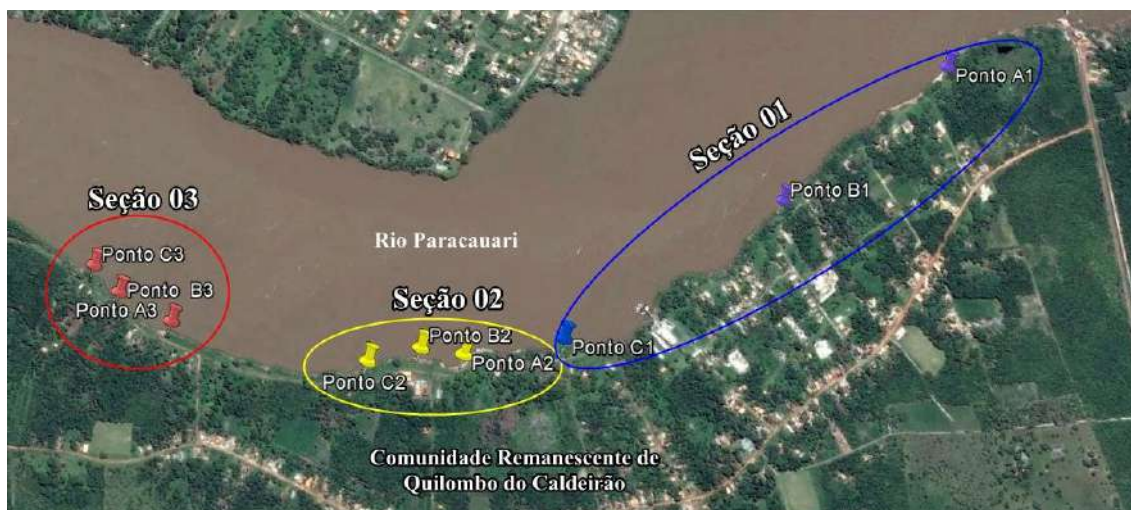 Ponto A1
Seção 01
Ponto B1
Seção 03
Rio Paracauari
Ponto C3
Ponto B3
Ponto A3
Seção 02
Ponto B2
Ponto C1
Ponto A2
Ponto C2
Comunidade Remanescente de
Quilombo do Caldeirão